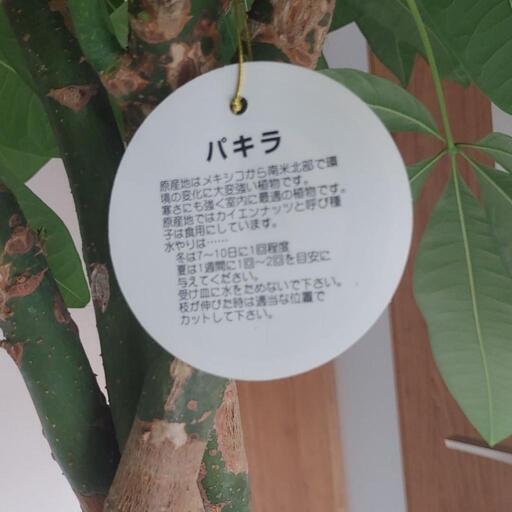 パキラ
原産地はメキシコから南米北部で環
境の変化に大変強い植物です。
寒さにも強く室内に最適の植物です。
原産地ではカイエンナッツと呼び種
子は食用にしています。
水やりは……
冬は7〜10日に1回程度
夏は1週間に1回〜2回を目安に
与えてください。
受け皿に水をためないで下さい。
枝が伸びた時は適当な位置で
カットして下さい。